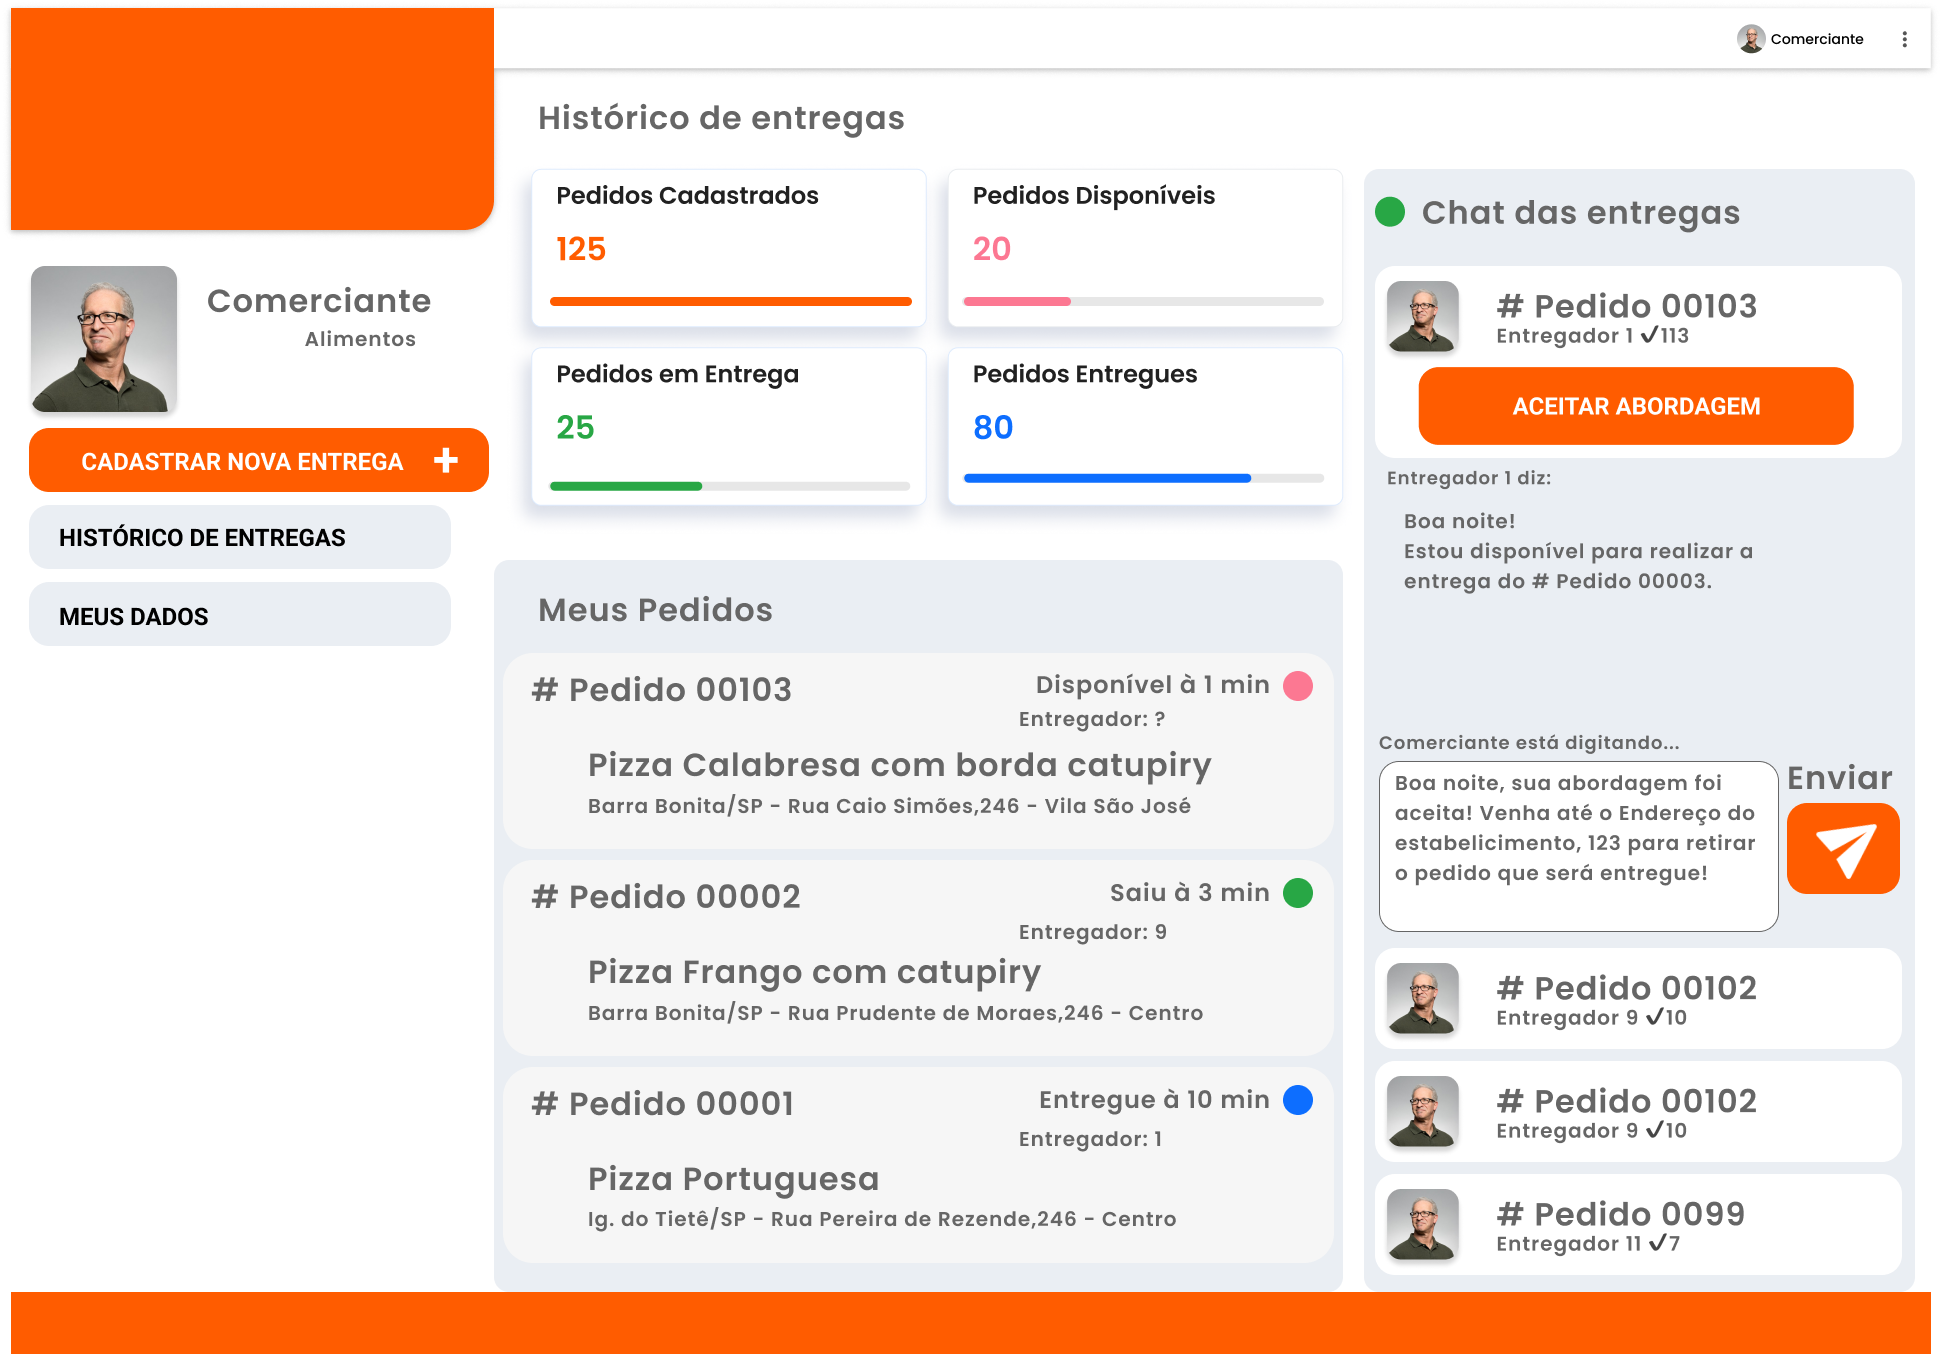 Comerciante
Histórico de entregas
Comerciante
Alimentos
CADASTRAR NOVA ENTREGA
HISTÓRICO DE ENTREGAS
MEUS DADOS
Pedidos Cadastrados
125
Pedidos Disponíveis
20
Pedidos em Entrega
25
Pedidos Entregues
80
Meus Pedidos
# Pedido 00103
Disponível à 1 min
Entregador: ?
Pizza Calabresa com borda catupiry
Barra Bonita/SP - Rua Caio Simões,246 - Vila São José
# Pedido 00002
Saiu à 3 min
Entregador: 9
Pizza Frango com catupiry
Barra Bonita/SP - Rua Prudente de Moraes,246 - Centro
# Pedido 00001
Entregue à 10 min
Entregador: 1
Pizza Portuguesa
Ig. do Tietê/SP - Rua Pereira de Rezende,246 - Centro
Chat das entregas
# Pedido 00103
Entregador 1 ✓113
ACEITAR ABORDAGEM
Entregador 1 diz:
Boa noite!
Estou disponível para realizar a
entrega do # Pedido 00003.
Comerciante está digitando...
Boa noite, sua abordagem foi
aceita! Venha até o Endereço do
estabelicimento, 123 para retirar
o pedido que será entregue!
Enviar
# Pedido 00102
Entregador 9 ✓10
# Pedido 00102
Entregador 9 ✓10
# Pedido 0099
Entregador 11 ✓7